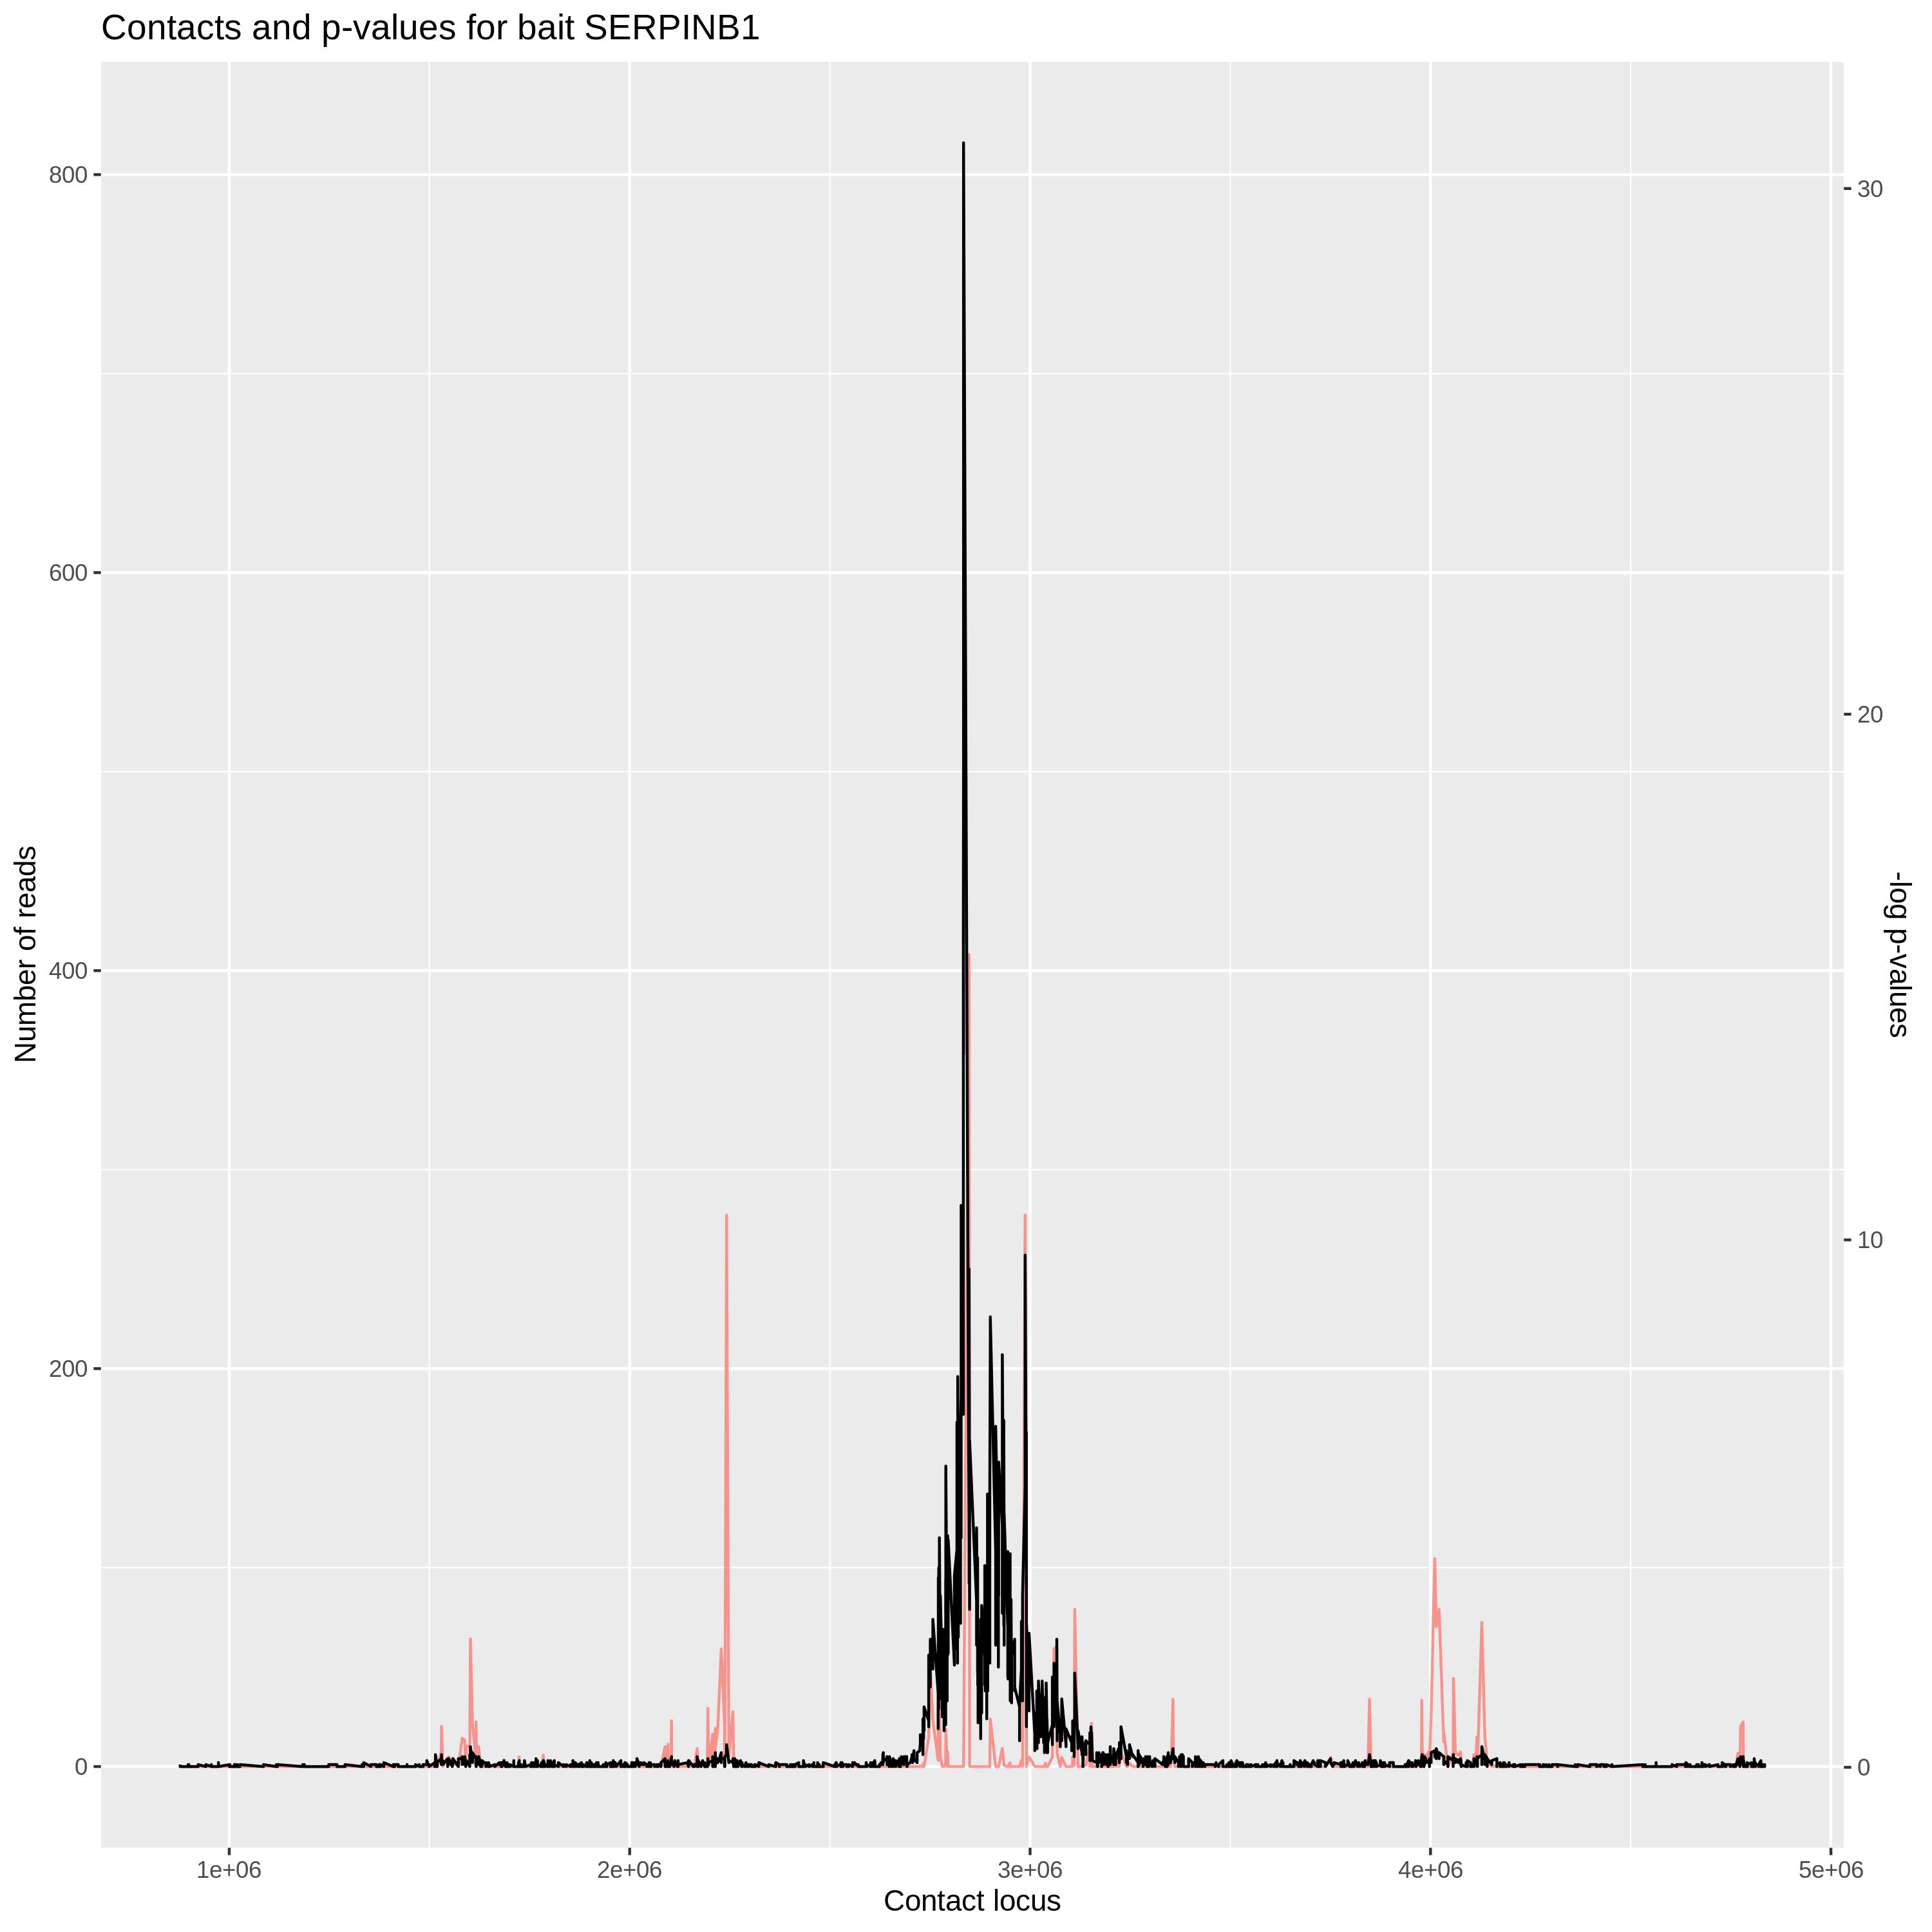 Contacts and p-values for bait SERPINB1
800
600
400
200
0
Number of reads
30
20
10
0
-log p-values
1e+06
2e+06
3e+06
4e+06
5e+06
Contact locus